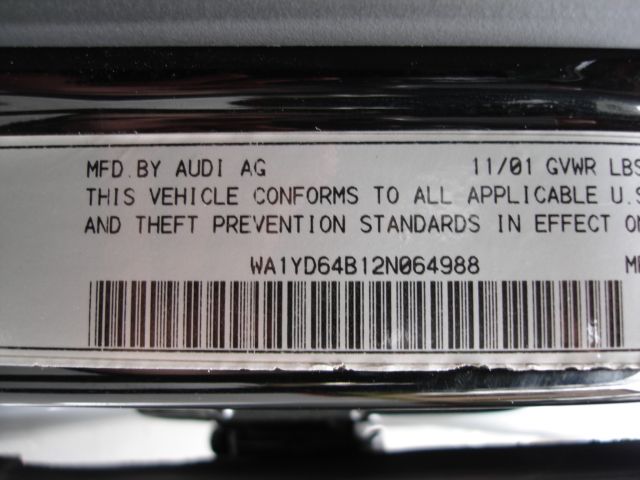 MFD.BY AUDI AG 11/01 GVWR LBS
THIS VEHICLE CONFORMS TO ALL APPLICABLE U.S
AND THEFT PREVENTION STANDARDS IN EFFECT ON
WA1YD64B12N064988